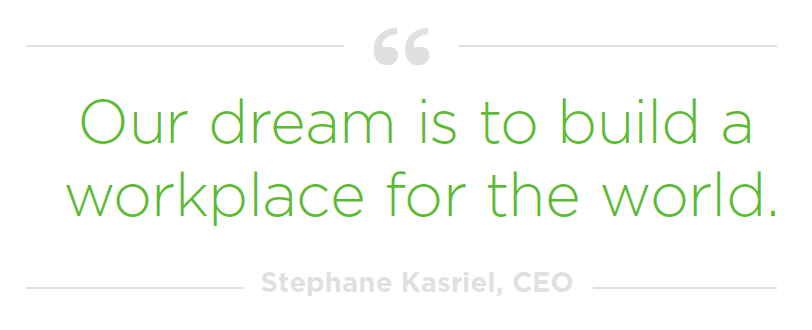 “
Our dream is to build a
workplace for the world.
Stephane Kasriel, CEO